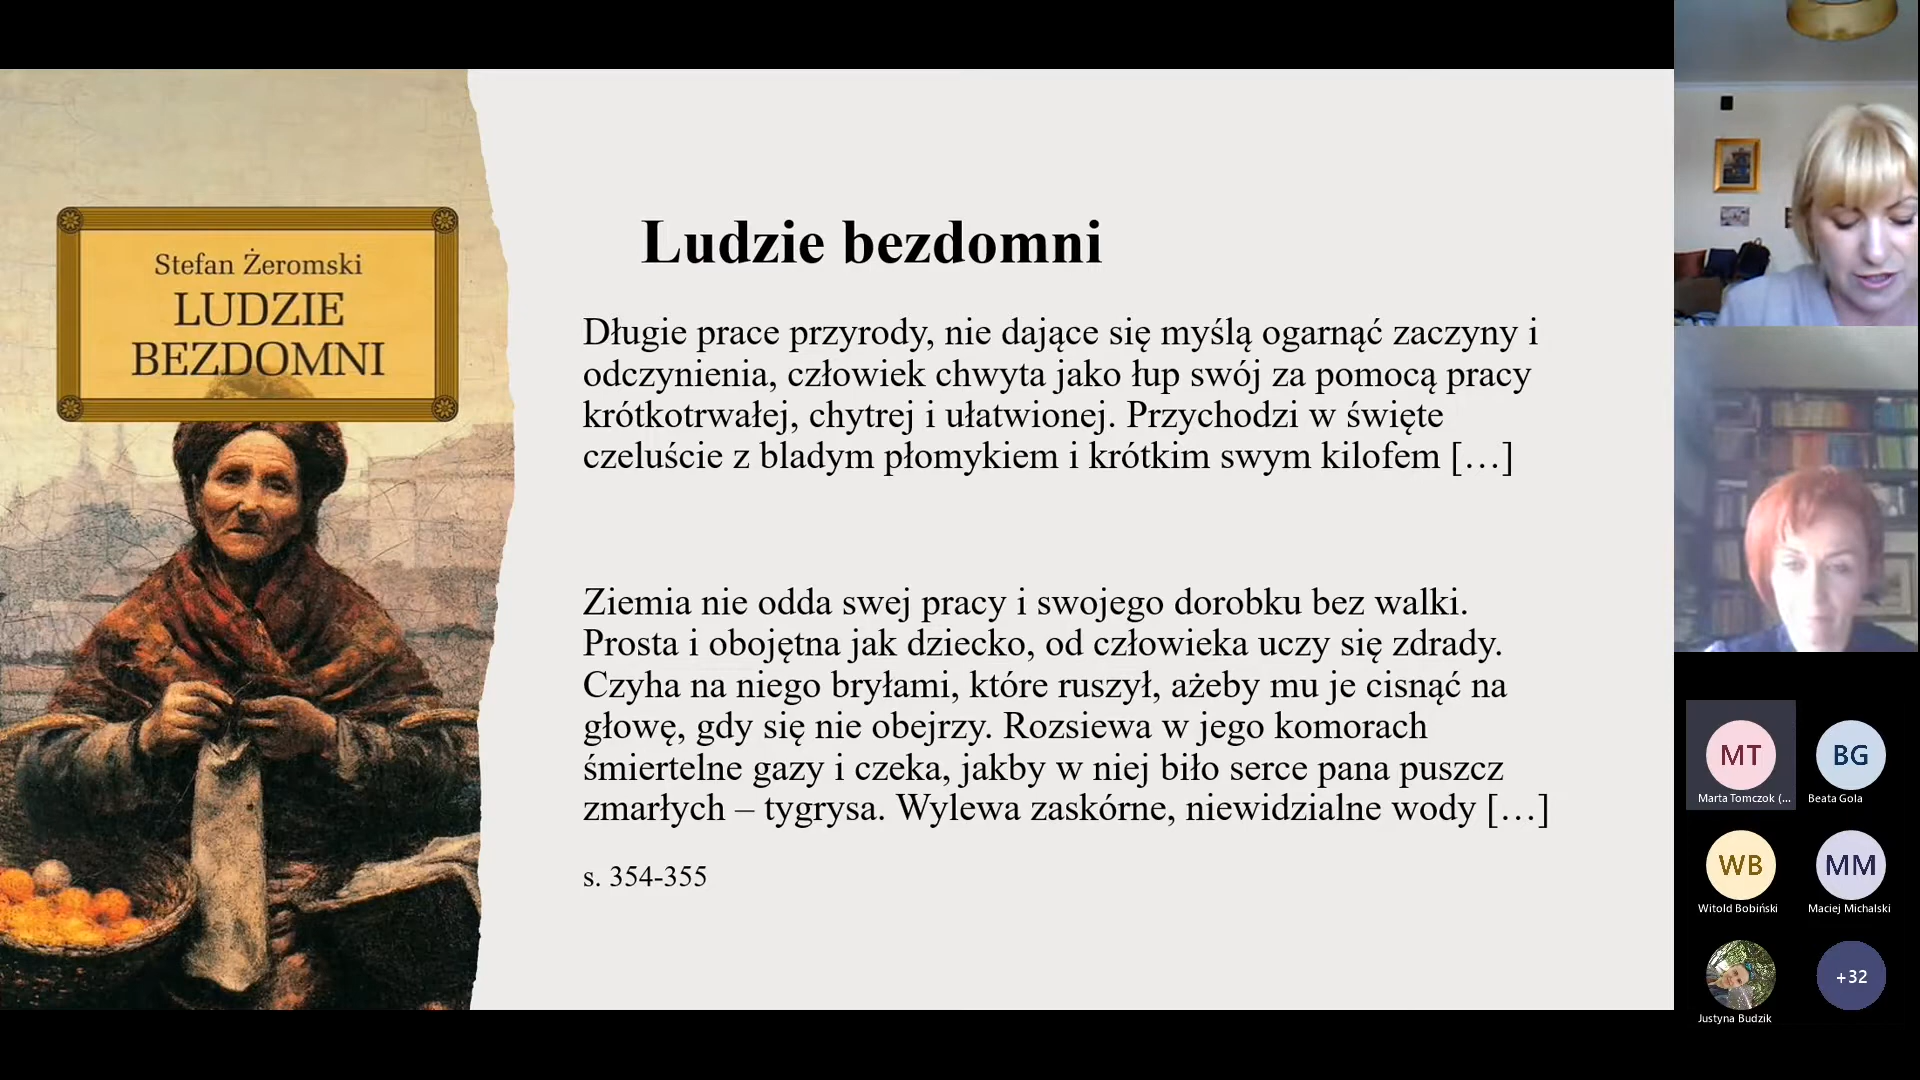 Stefan Żeromski
LUDZIE
BEZDOMNI
Ludzie bezdomni
Długie prace przyrody, nie dające się myślą ogarnąć zaczyny i
odczynienia, człowiek chwyta jako łup swój za pomocą pracy
krótkotrwałej, chytrej i ułatwionej. Przychodzi w święte
czeluście z bladym płomykiem i krótkim swym kilofem […]
Ziemia nie odda swej pracy i swojego dorobku bez walki.
Prosta i obojętna jak dziecko, od człowieka uczy się zdrady.
Czyha na niego bryłami, które ruszył, ażeby mu je cisnąć na
głowę, gdy się nie obejrzy. Rozsiewa w jego komorach
śmiertelne gazy i czeka, jakby w niej biło serce pana puszcz
zmarłych – tygrysa. Wylewa zaskórne, niewidzialne wody […]
s. 354-355
MT
Marta Tomczok (...
BG
Beata Gola
WB
Witold Bobiński
MM
Maciej Michalski
Justyna Budzik
+32